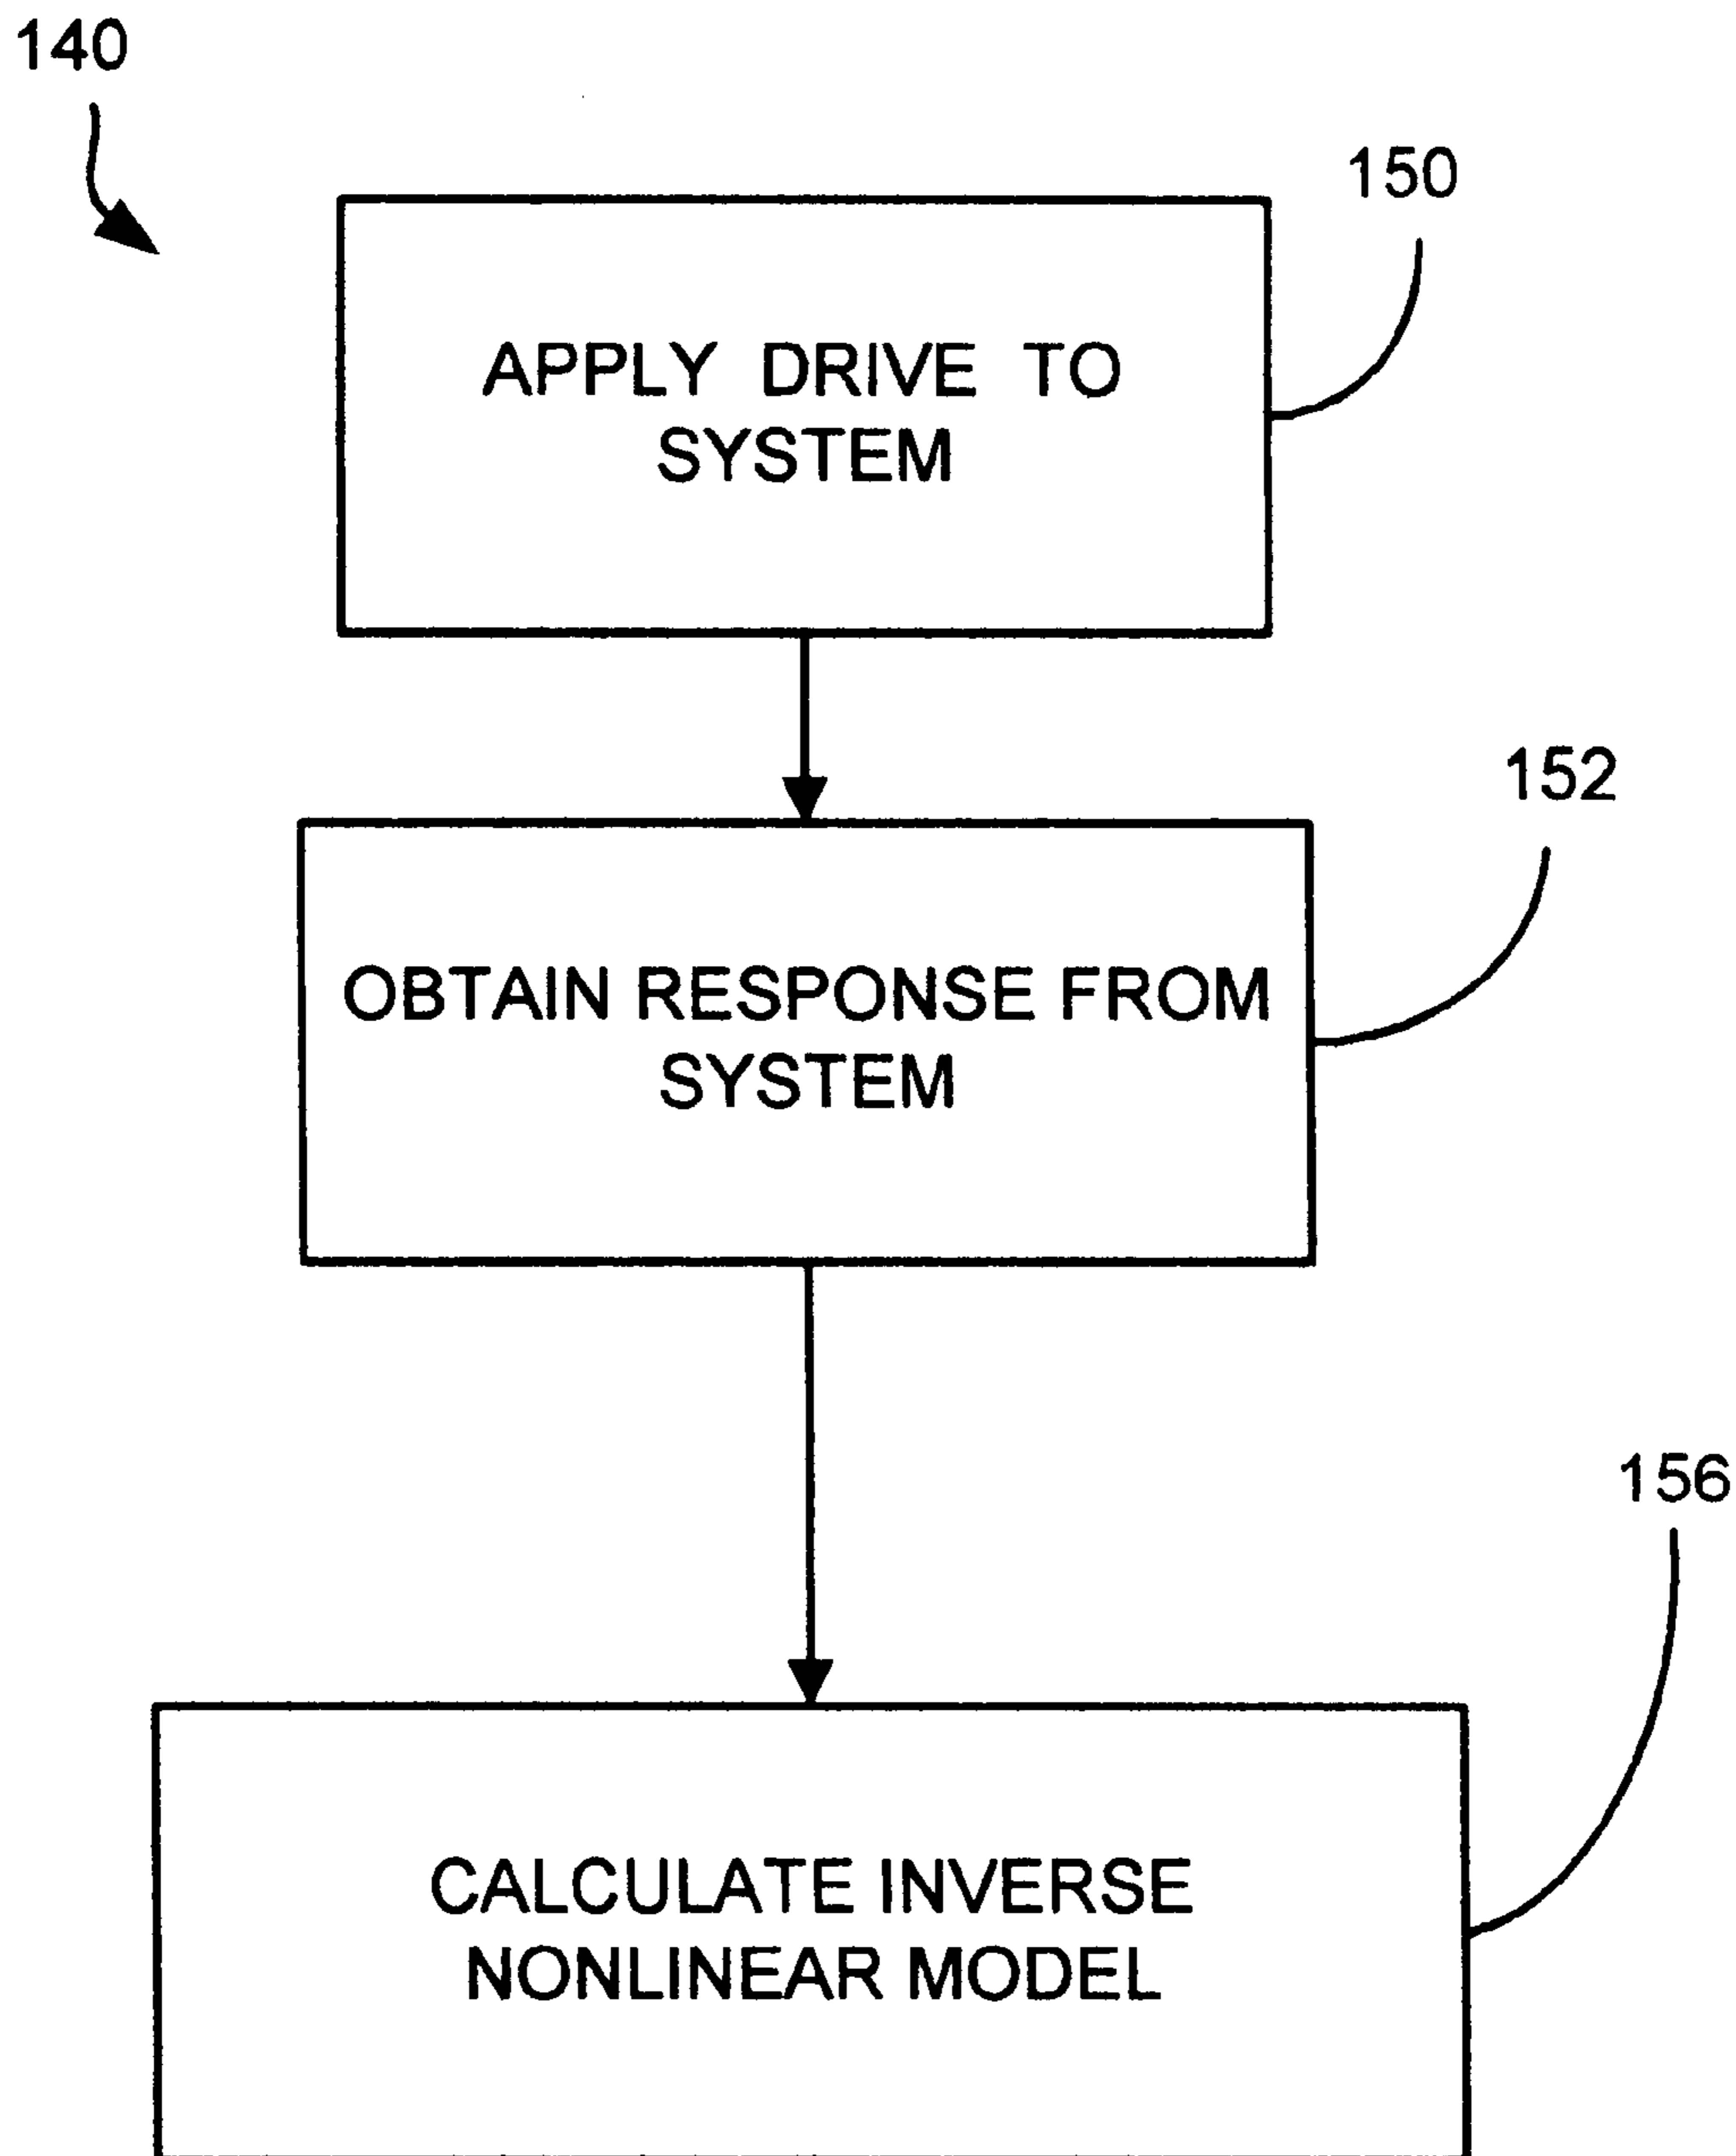 140
150
APPLY DRIVE TO
SYSTEM
152
OBTAIN RESPONSE FROM
SYSTEM
156
CALCULATE INVERSE
NONLINEAR MODEL